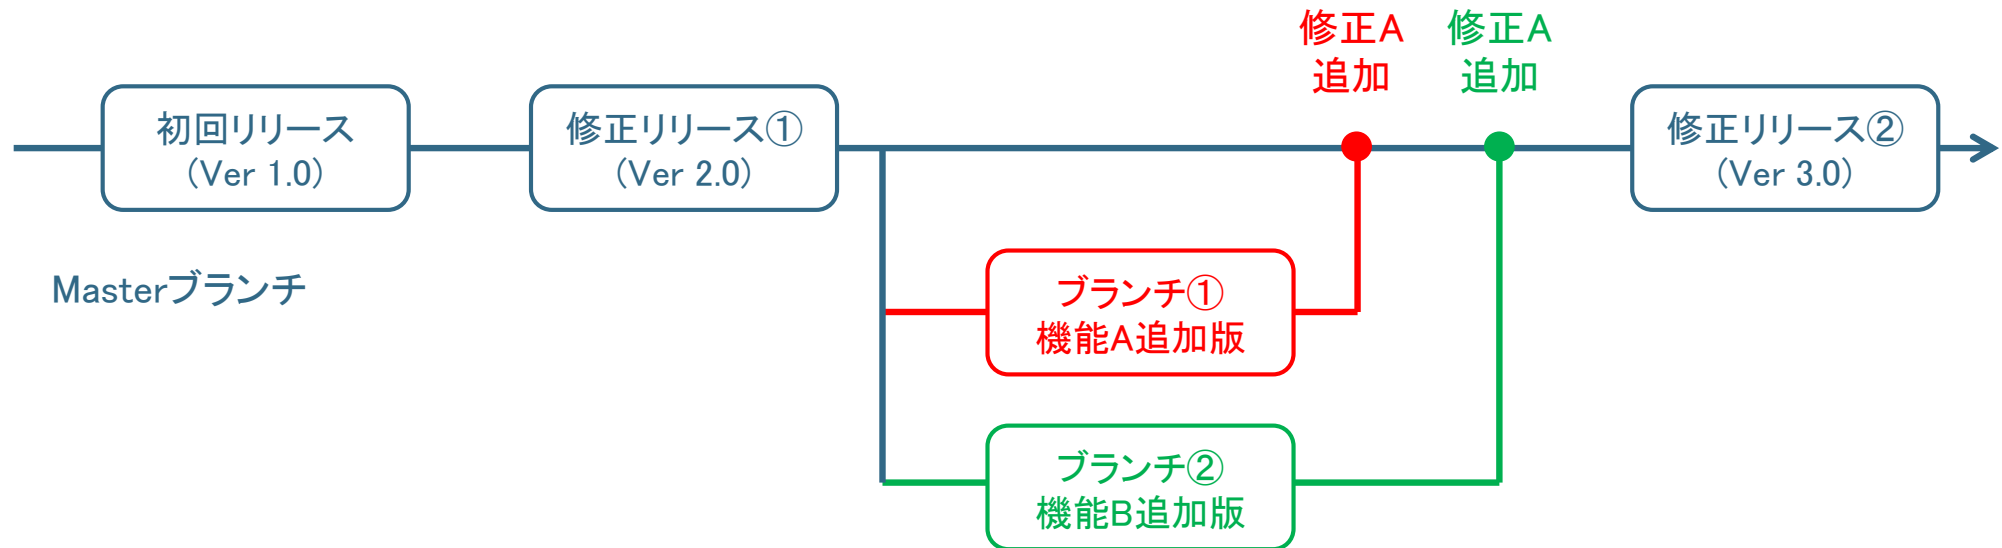 修正A
追加
修正A
追加
初回リリース
(Ver 1.0)
修正リリース①
(Ver 2.0)
修正リリース②
(Ver 3.0)
Masterブランチ
ブランチ①
機能A追加版
ブランチ②
機能B追加版